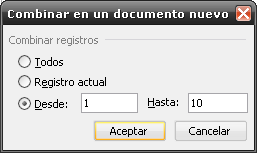 Combinar en un documento nuevo
Combinar registros
Todos
Registro actual
Desde: 1 Hasta: 10
Aceptar Cancelar